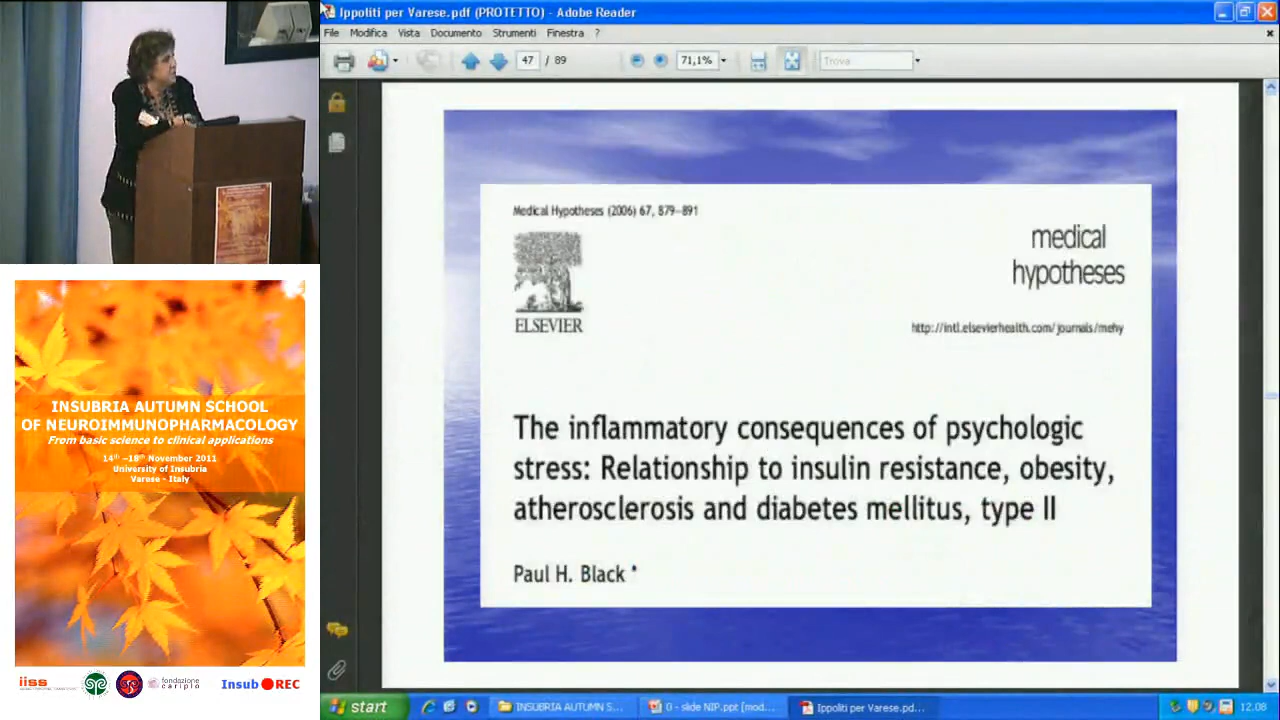 Ippoliti per Varese.pdf (PROTETTO) - Adobe Reader
File Modifica Vista Documento Strumenti Finestra ?
47 / 89 71,1% Trova
Medical Hypotheses (2006) 67, 879–891
medical
hypotheses
ELSEVIER
http://intl.elsevierhealth.com/journals/mehy
The inflammatory consequences of psychologic
stress: Relationship to insulin resistance, obesity,
atherosclerosis and diabetes mellitus, type II
Paul H. Black *
INSUBRIA AUTUMN SCHOOL
OF NEUROIMMUNOPHARMACOLOGY
From basic science to clinical applications
14th –18th November 2011
University of Insubria
Varese - Italy
iiss
fondazione
cariplo
Insub REC
start INSUBRIA AUTUMN S... 0 - slide NIP.ppt [mod... Ippoliti per Varese.pd... 12.08